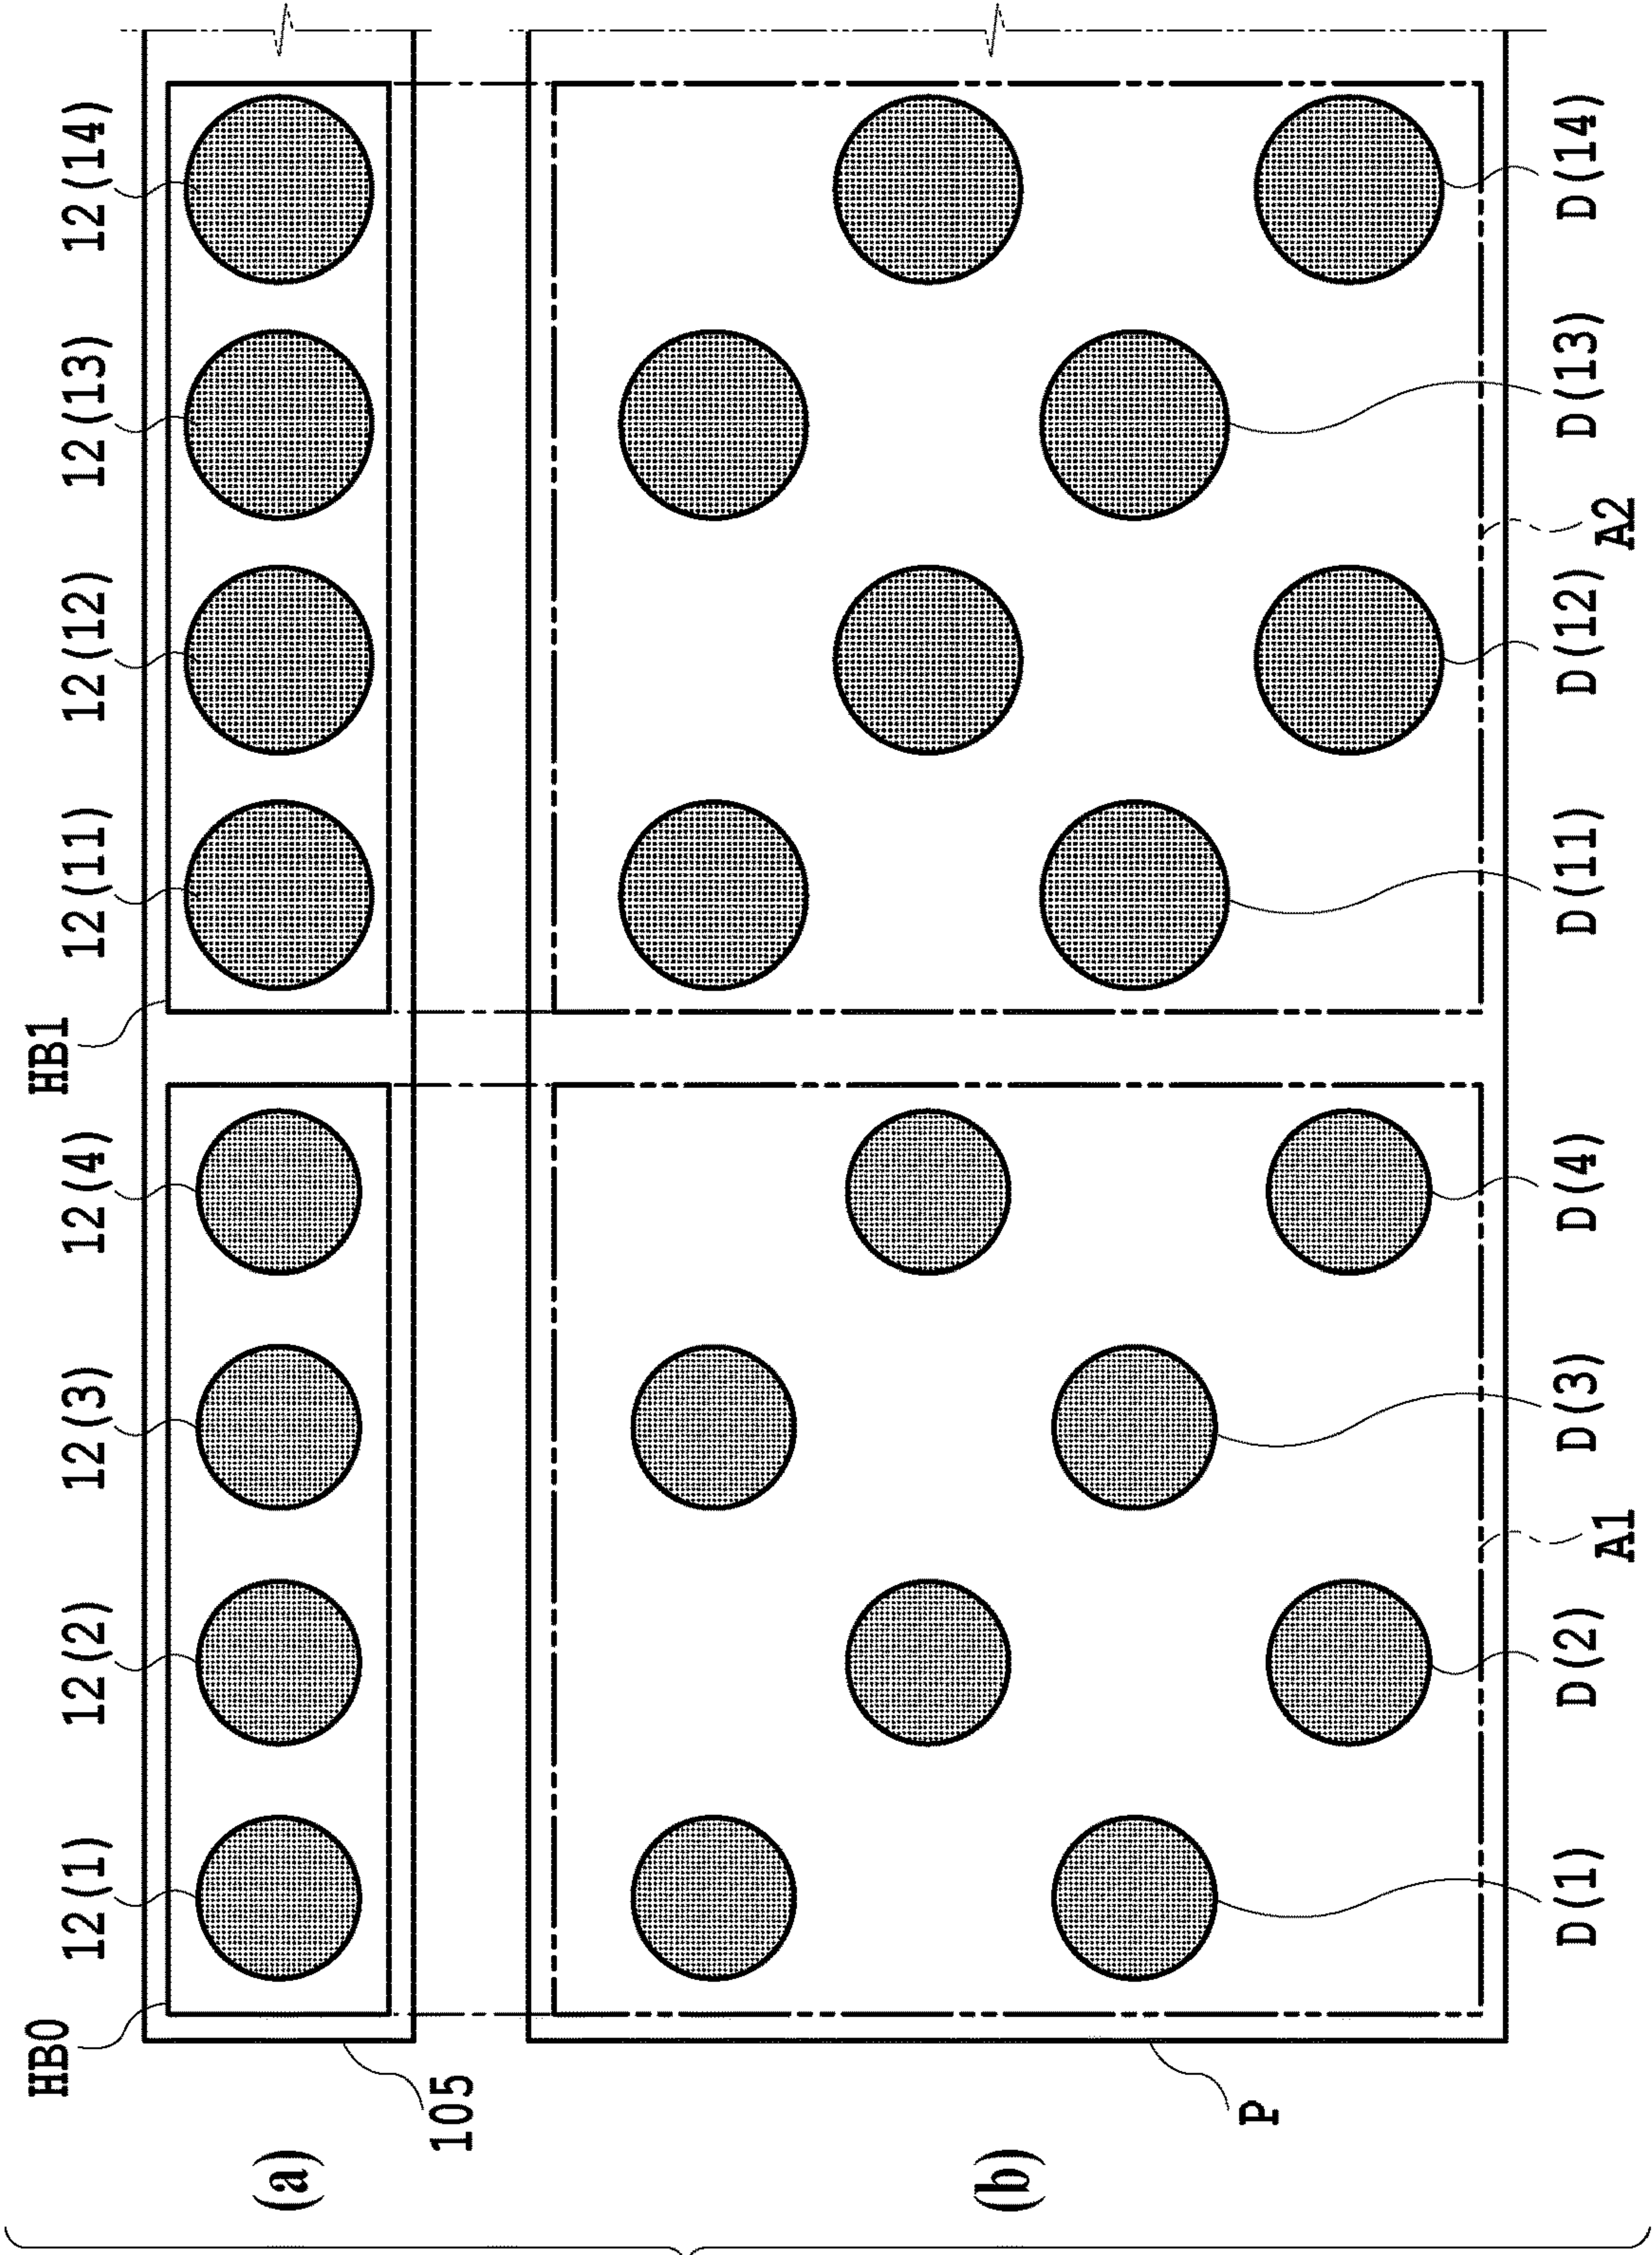 (a)
HB0
HB1
12(1)
12(2)
12(3)
12(4)
12(11)
12(12)
12(13)
12(14)
105
(b)
P
D(1)
D(2)
D(3)
D(4)
D(11)
D(12)
D(13)
D(14)
A1
A2